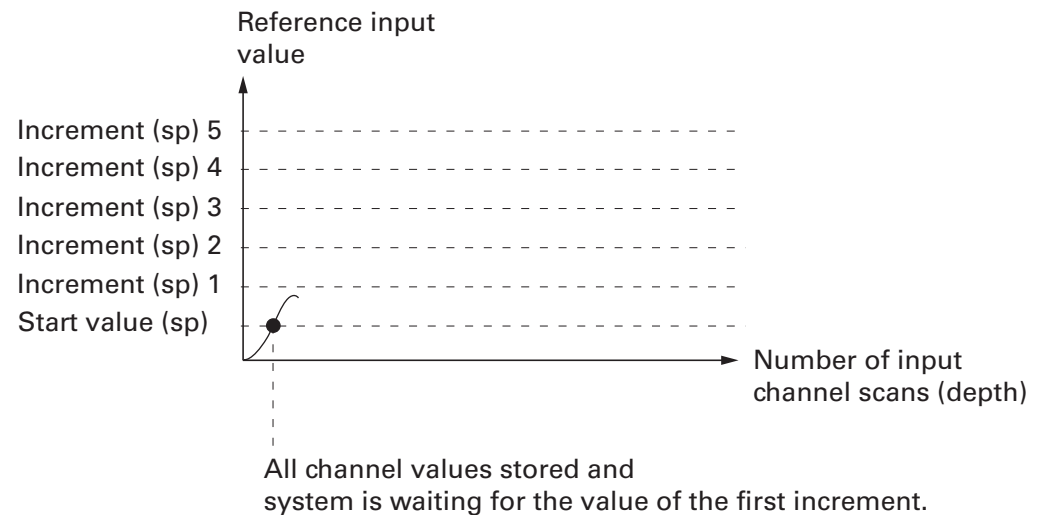 Reference input
value
Increment (sp) 5
Increment (sp) 4
Increment (sp) 3
Increment (sp) 2
Increment (sp) 1
Start value (sp)
Number of input
channel scans (depth)
All channel values stored and
system is waiting for the value of the first increment.